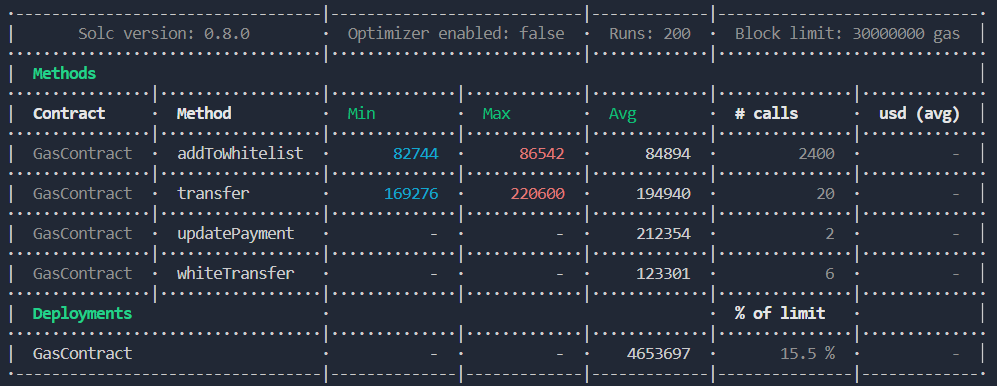 Solc version: 0.8.0 · Optimizer enabled: false · Runs: 200 · Block limit: 30000000 gas
Methods
Contract · Method · Min · Max · Avg · # calls · usd (avg)
GasContract · addToWhitelist · 82744 · 86542 · 84894 · 2400 · -
GasContract · transfer · 169276 · 220600 · 194940 · 20 · -
GasContract · updatePayment · - · - · 212354 · 2 · -
GasContract · whiteTransfer · - · - · 123301 · 6 · -
Deployments · · % of limit ·
GasContract · - · - · 4653697 · 15.5 % · -